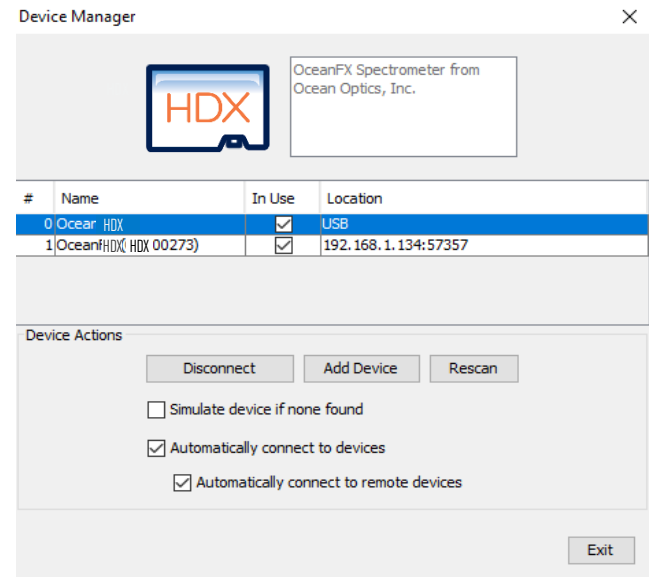 Device Manager
HDX
OceanFX Spectrometer from
Ocean Optics, Inc.
# Name In Use Location
0 Ocear HDX USB
1 Ocean HDX( HDX 00273) 192.168.1.134:57357
Device Actions
Disconnect Add Device Rescan
Simulate device if none found
Automatically connect to devices
Automatically connect to remote devices
Exit